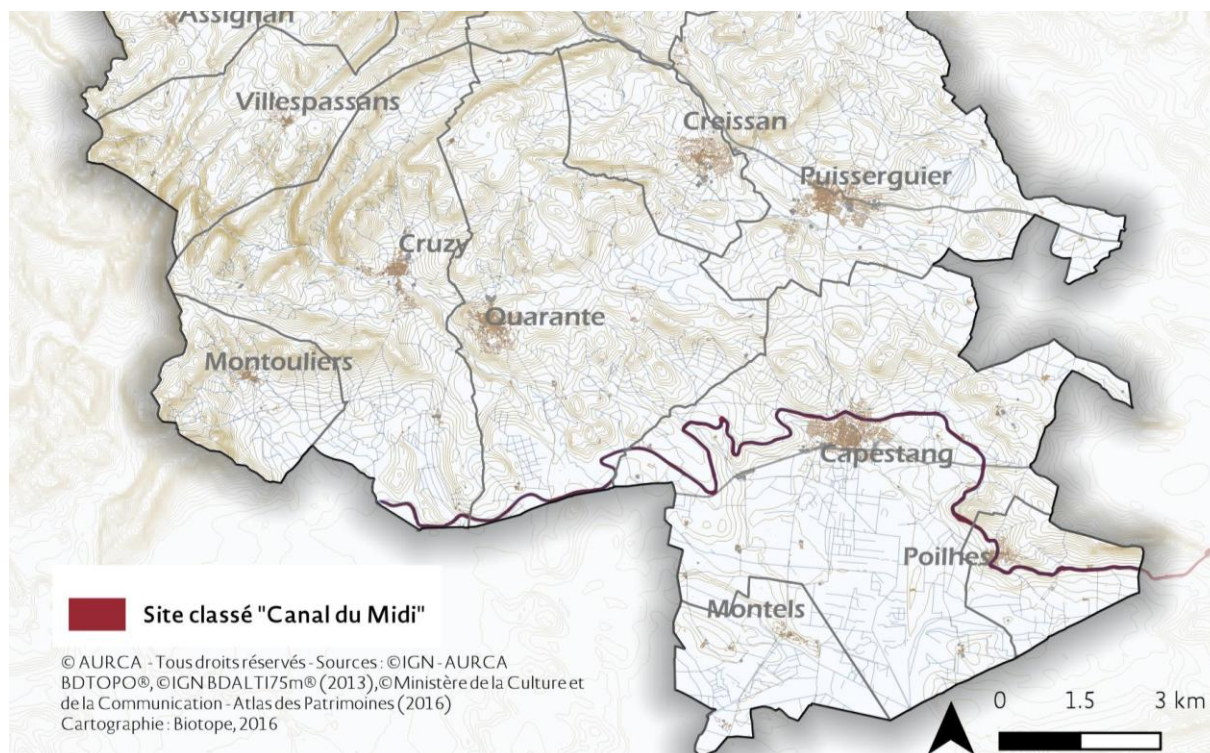 Assignan
Villespassans
Creissan
Puisserguier
Cruzy
Quarante
Montouliers
Capestang
Poilhes
Montels
Site classé "Canal du Midi"
© AURCA - Tous droits réservés - Sources : ©IGN - AURCA
BDTOPO®, ©IGN BDALTI75m® (2013), ©Ministère de la Culture et
de la Communication - Atlas des Patrimoines (2016)
Cartographie : Biotope, 2016
0 1.5 3 km